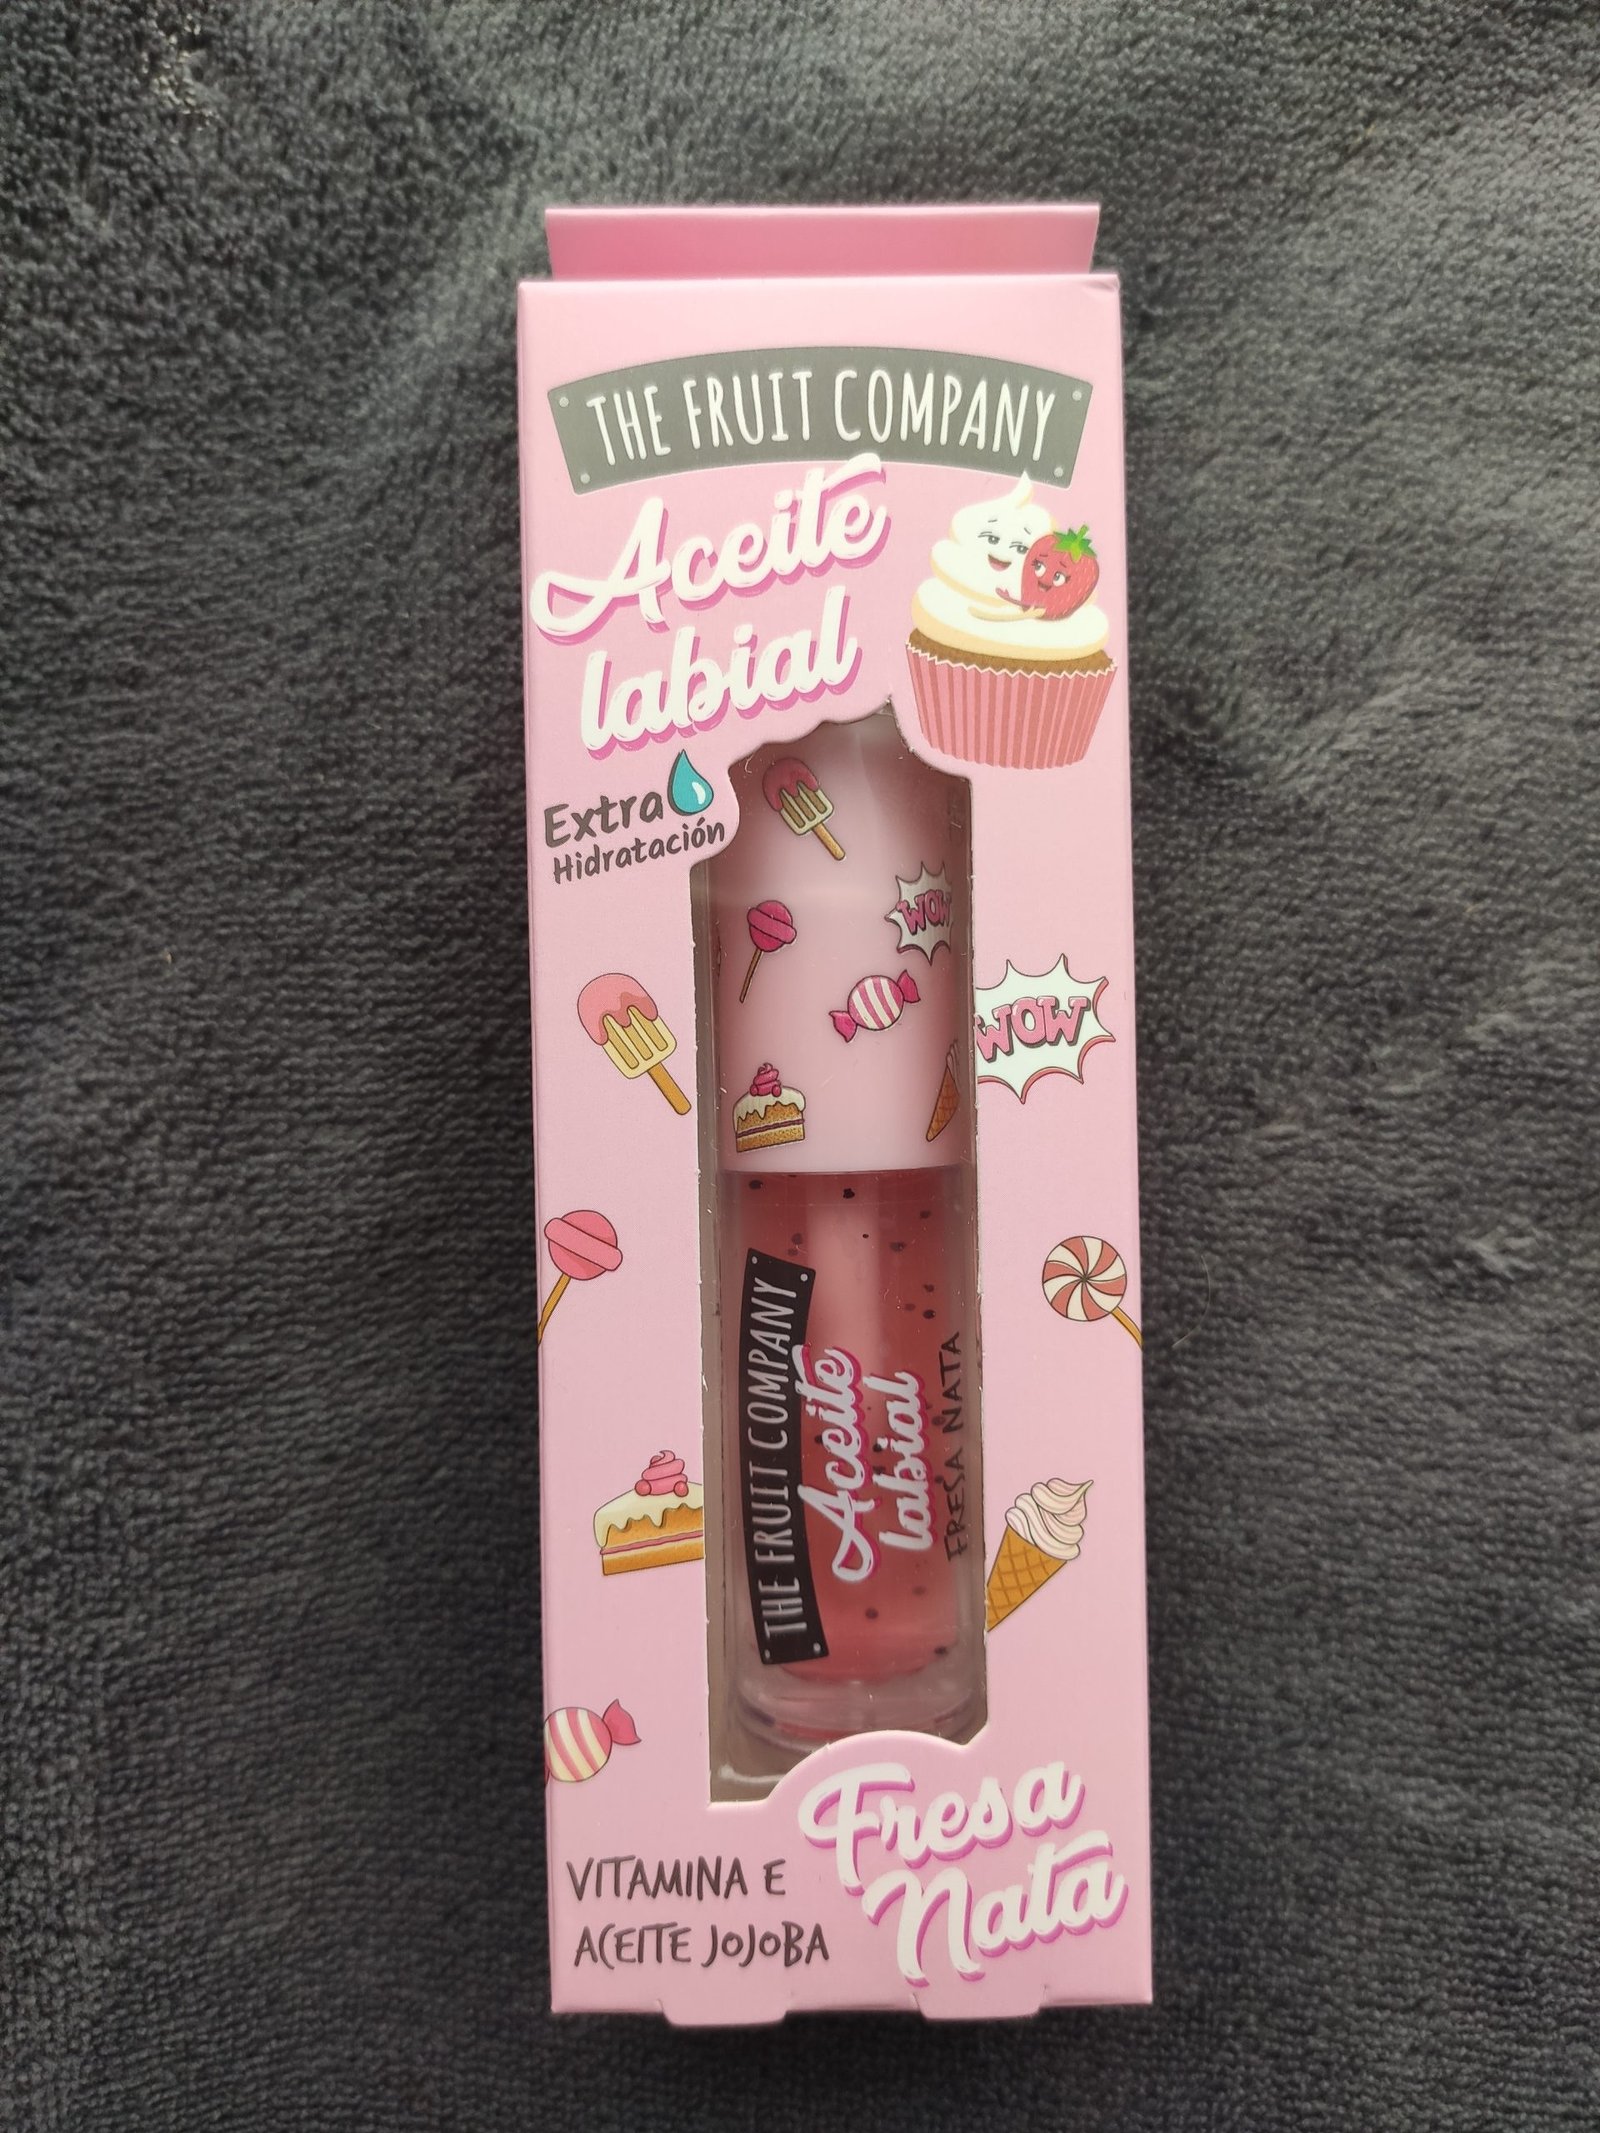 THE FRUIT COMPANY
Aceite
labial
Extra
Hidratación
WOW
WOW
THE FRUIT COMPANY
Aceite
labial
FRESA NATA
Fresa
Nata
VITAMINA E
ACEITE JOJOBA